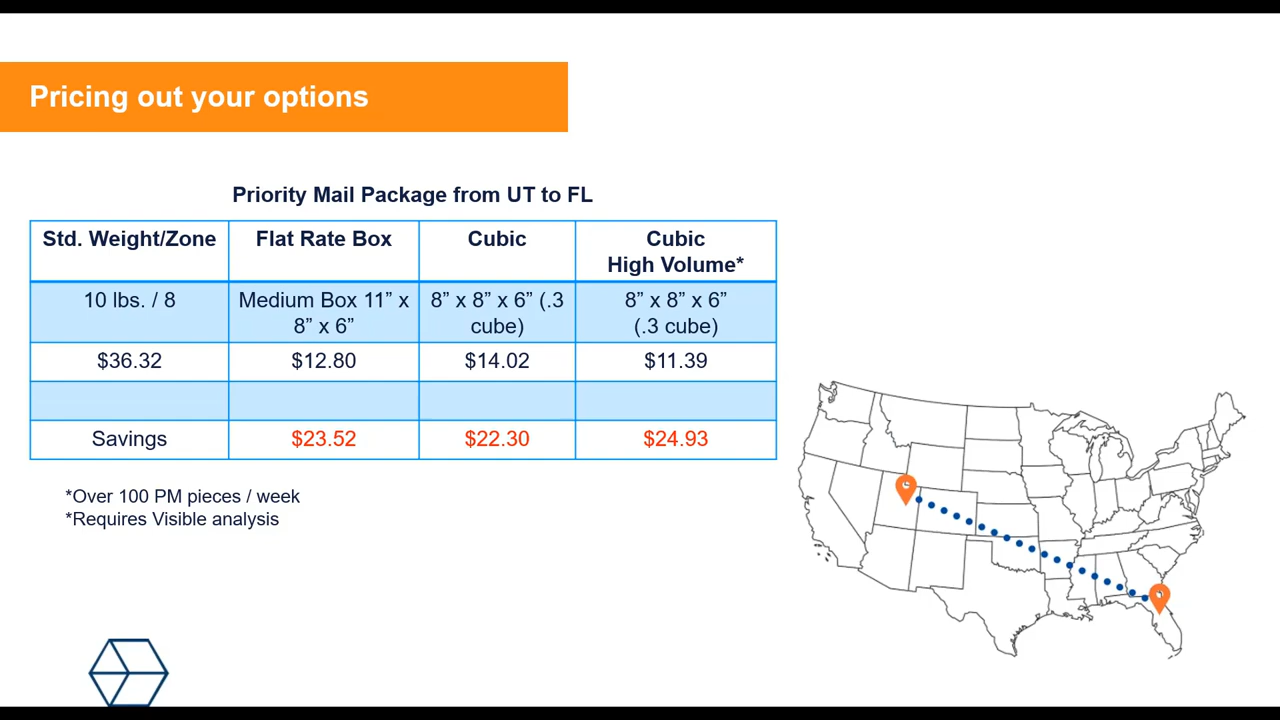 Pricing out your options
Priority Mail Package from UT to FL
Std. Weight/Zone
Flat Rate Box
Cubic
Cubic
High Volume*
10 lbs. / 8
Medium Box 11” x
8” x 6”
8” x 8” x 6” (.3
cube)
8” x 8” x 6”
(.3 cube)
$36.32
$12.80
$14.02
$11.39
Savings
$23.52
$22.30
$24.93
*Over 100 PM pieces / week
*Requires Visible analysis